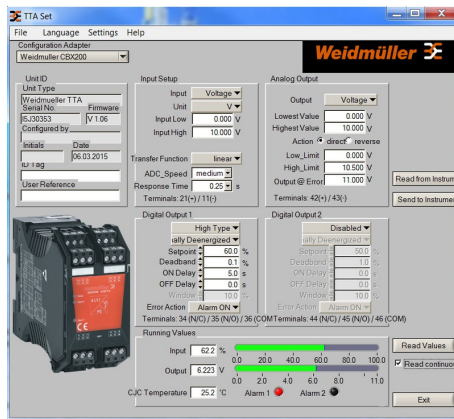 TTA Set
File Language Settings Help
Configuration Adapter
Weidmuller CBX200
Weidmüller
Unit ID
Unit Type
Weidmueller TTA
Serial No. Firmware
I5J30353 V 1.06
Configured by
Initials Date
06.03.2015
ID Tag
User Reference
Input Setup
Input Voltage
Unit V
Input Low 0.000 V
Input High 10.000 V
Transfer Function linear
ADC_Speed medium
Response Time 0.25 s
Terminals: 21(+) / 11(-)
Analog Output
Output Voltage
Lowest Value 0.000 V
Highest Value 10.000 V
Action direct reverse
Low_Limit 0.000 V
High_Limit 10.500 V
Output @ Error 11.000 V
Terminals: 42(+) / 43(-)
Read from Instrum
Send to Instrume
Digital Output 1
High Type
ially Deenergized
Setpoint 60.0 %
Deadband 0.1 %
ON Delay 5.0 s
OFF Delay 0.0 s
Window 10.0 %
Error Action Alarm ON
Terminals: 34 (N/C) / 35 (N/O) / 36 (COM
Digital Output 2
Disabled
ially Deenergized
Setpoint 50.0 %
Deadband 1.0 %
ON Delay 0.0 s
OFF Delay 0.0 s
Window 10.0 %
Error Action Alarm ON
Terminals: 44 (N/C) / 45 (N/O) / 46 (COM)
Running Values
Input 62.2 %
0.0 20.0 40.0 60.0 80.0 100.0
Output 6.223 V
0.0 2.0 4.0 6.0 8.0 11.0
CJC Temperature 25.2 °C Alarm 1 Alarm 2
Read Values
Read continuou
Exit